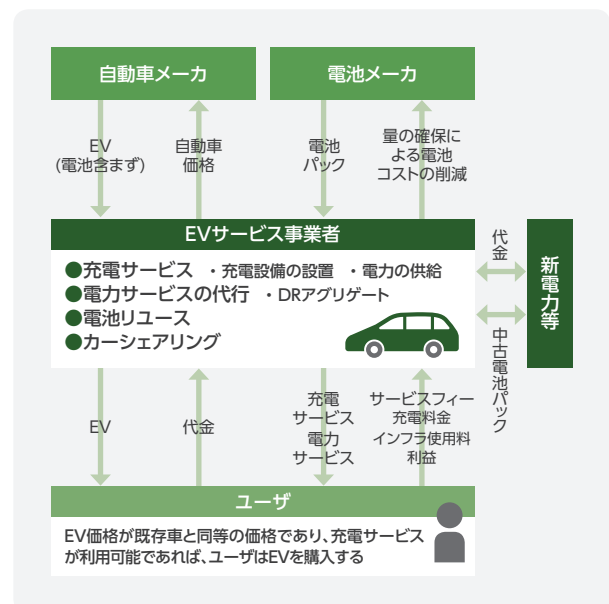 自動車メーカ
電池メーカ
EV
(電池含まず)
自動車
価格
電池
パック
量の確保に
よる電池
コストの削減
EVサービス事業者
●充電サービス ・充電設備の設置 ・電力の供給
●電力サービスの代行 ・DRアグリゲート
●電池リユース
●カーシェアリング
代金
中古電池パック
新電力等
EV
代金
充電
サービス
電力
サービス
サービスフィー
充電料金
インフラ使用料
利益
ユーザ
EV価格が既存車と同等の価格であり、充電サービス
が利用可能であれば、ユーザはEVを購入する